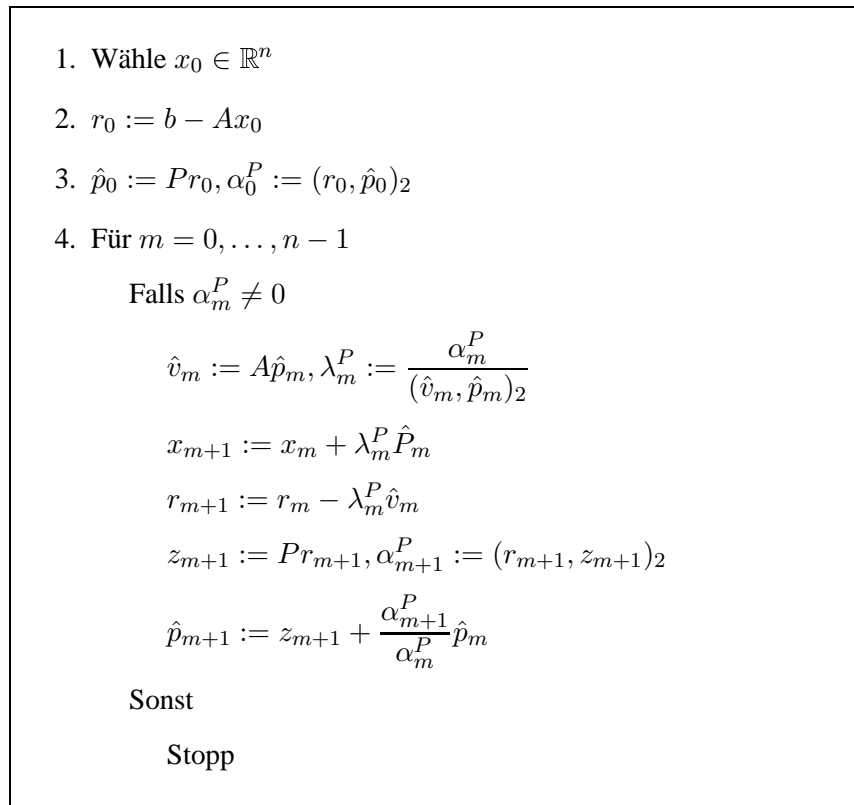 1. Wähle $x_0 \in \mathbb{R}^n$
2. $r_0 := b - Ax_0$
3. $\hat{p}_0 := Pr_0, \alpha_0^P := (r_0, \hat{p}_0)_2$
4. Für $m = 0, \ldots, n-1$
Falls $\alpha_m^P \neq 0$
$\hat{v}_m := A\hat{p}_m, \lambda_m^P := \dfrac{\alpha_m^P}{(\hat{v}_m, \hat{p}_m)_2}$
$x_{m+1} := x_m + \lambda_m^P \hat{P}_m$
$r_{m+1} := r_m - \lambda_m^P \hat{v}_m$
$z_{m+1} := Pr_{m+1}, \alpha_{m+1}^P := (r_{m+1}, z_{m+1})_2$
$\hat{p}_{m+1} := z_{m+1} + \dfrac{\alpha_{m+1}^P}{\alpha_m^P} \hat{p}_m$
Sonst
Stopp